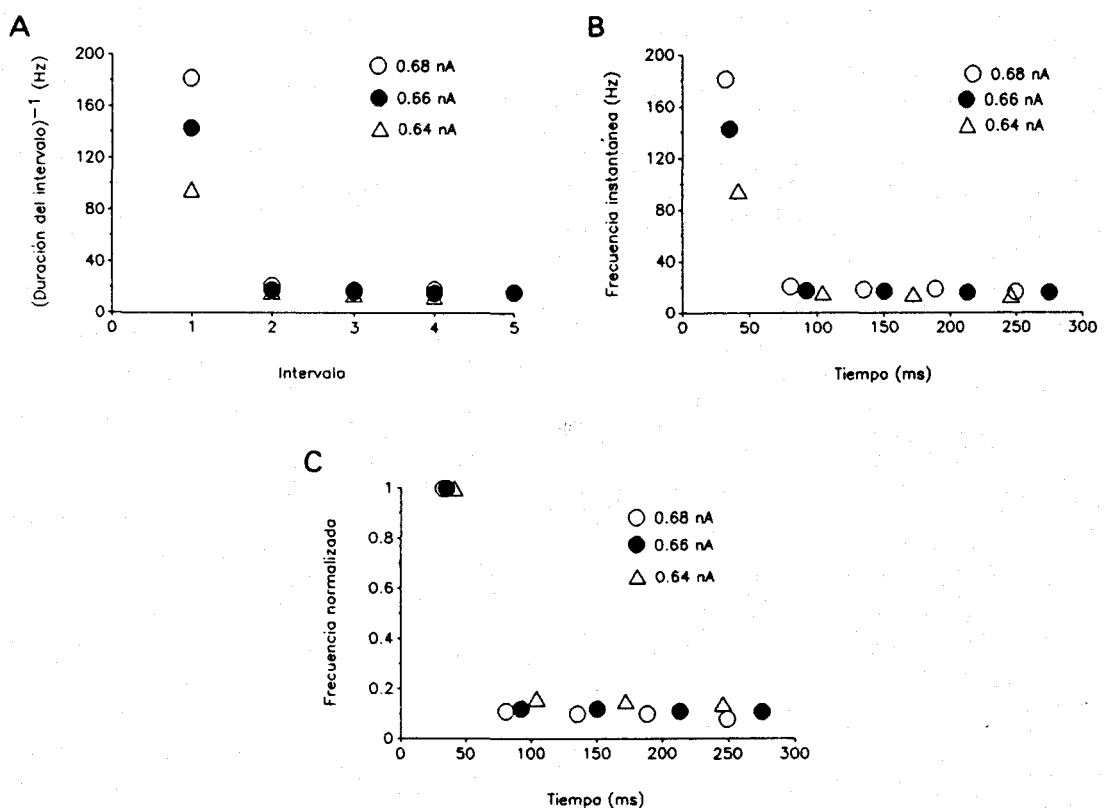 A
(Duración del intervalo)⁻¹ (Hz)
200
160
120
80
40
0
0 1 2 3 4 5
Intervalo
0.68 nA
0.66 nA
0.64 nA
B
Frecuencia instantánea (Hz)
200
160
120
80
40
0
0 50 100 150 200 250 300
Tiempo (ms)
0.68 nA
0.66 nA
0.64 nA
C
Frecuencia normalizada
1
0.8
0.6
0.4
0.2
0
0 50 100 150 200 250 300
Tiempo (ms)
0.68 nA
0.66 nA
0.64 nA